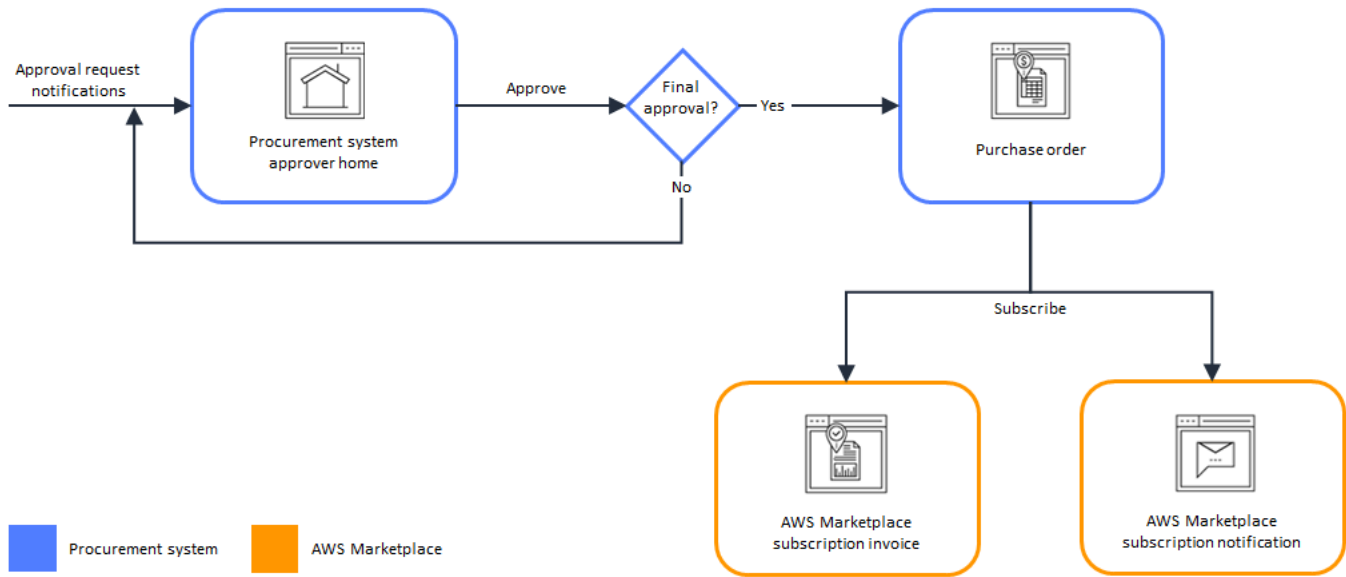 Approval request
notifications
Procurement system
approver home
Approve
Final
approval?
Yes
No
$
Purchase order
Subscribe
AWS Marketplace
subscription invoice
AWS Marketplace
subscription notification
Procurement system
AWS Marketplace